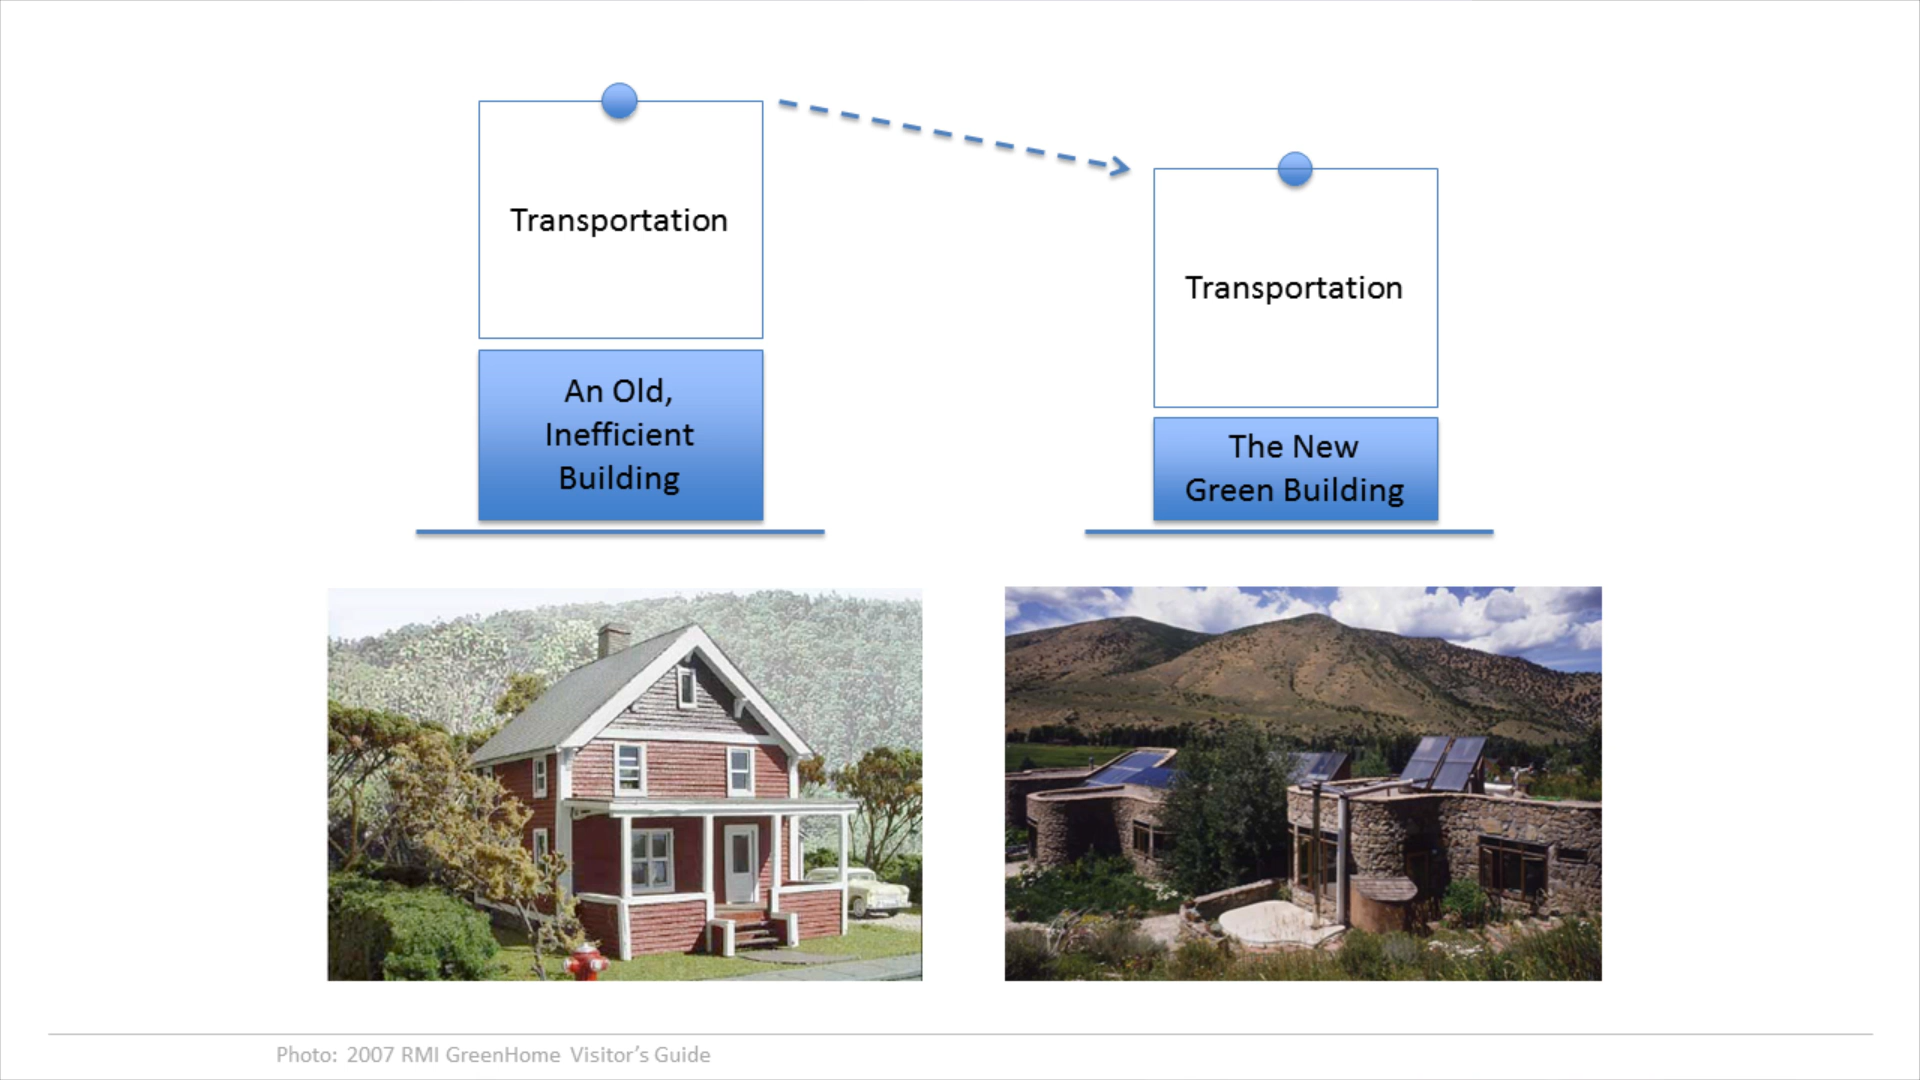 Transportation
Transportation
An Old,
Inefficient
Building
The New
Green Building
Photo: 2007 RMI GreenHome Visitor's Guide